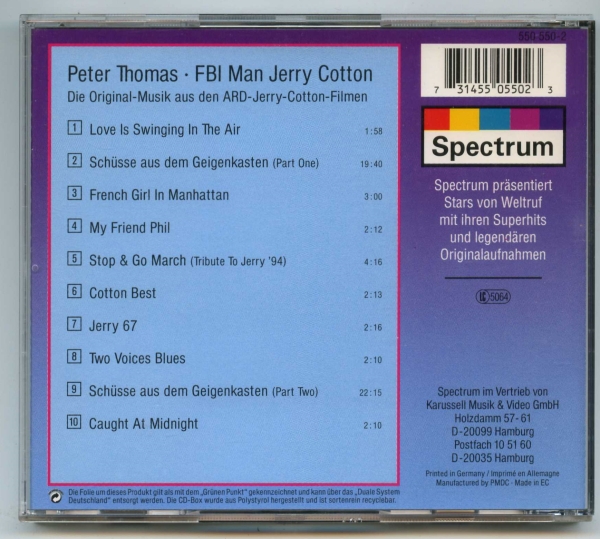 550 550-2
Peter Thomas · FBI Man Jerry Cotton
Die Original-Musik aus den ARD-Jerry-Cotton-Filmen
1 Love Is Swinging In The Air 1:58
2 Schüsse aus dem Geigenkasten (Part One) 19:40
3 French Girl In Manhattan 3:00
4 My Friend Phil 2:12
5 Stop & Go March (Tribute To Jerry '94) 4:16
6 Cotton Best 2:13
7 Jerry 67 2:16
8 Two Voices Blues 2:10
9 Schüsse aus dem Geigenkasten (Part Two) 22:15
10 Caught At Midnight 2:10
Die Folie um dieses Produkt gilt als mit dem „Grünen Punkt" gekennzeichnet und kann über das „Duale System
Deutschland" entsorgt werden. Die CD-Box wurde aus Polystyrol hergestellt und ist sortenrein recyclebar.
7 31455 05502 3
Spectrum
Spectrum präsentiert
Stars von Weltruf
mit ihren Superhits
und legendären
Originalaufnahmen
5064
Spectrum im Vertrieb von
Karussell Musik & Video GmbH
Holzdamm 57-61
D-20099 Hamburg
Postfach 10 51 60
D-20035 Hamburg
Printed in Germany / Imprimé en Allemagne
Manufactured by PMDC · Made in EC